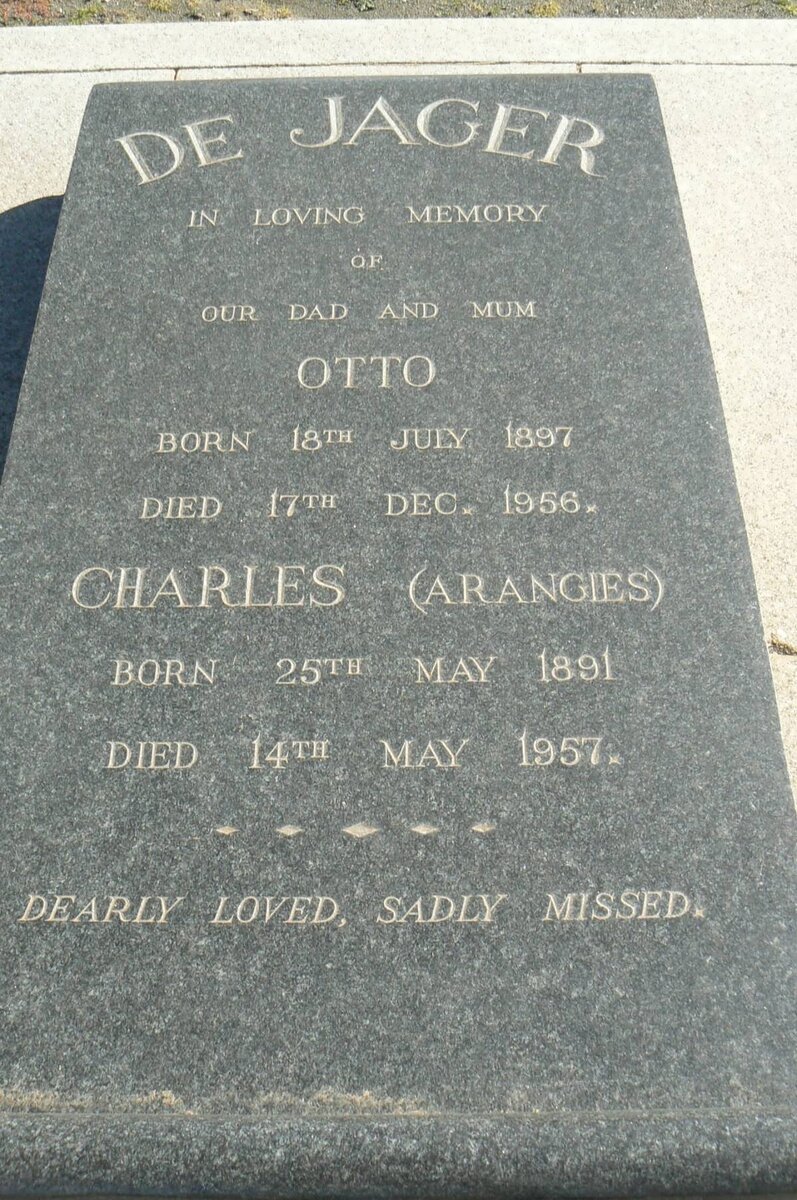 DE JAGER
IN LOVING MEMORY
OF
OUR DAD AND MUM
OTTO
BORN 18TH JULY 1897
DIED 17TH DEC. 1956.
CHARLES (ARANGIES)
BORN 25TH MAY 1891
DIED 14TH MAY 1957.
DEARLY LOVED, SADLY MISSED.